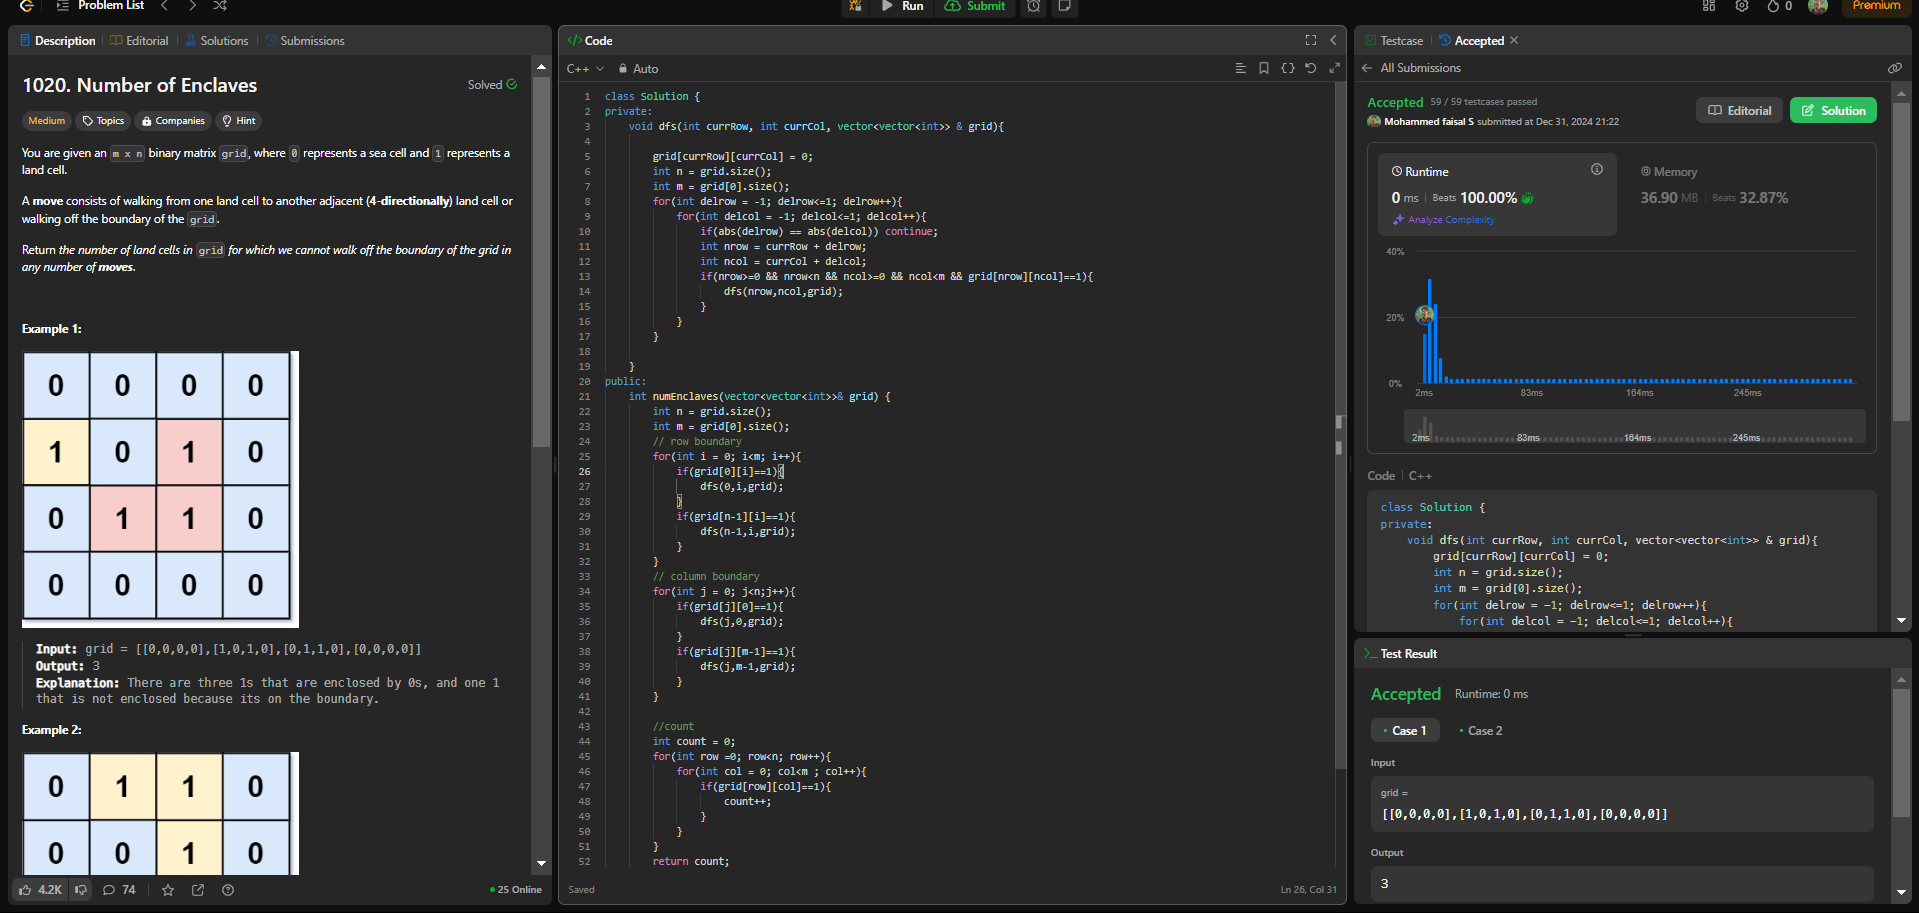 Problem List
Run
Submit
0
Premium
Description
Editorial
Solutions
Submissions
1020. Number of Enclaves
Solved
Medium
Topics
Companies
Hint
You are given an m x n binary matrix grid, where 0 represents a sea cell and 1 represents a
land cell.
A move consists of walking from one land cell to another adjacent (4-directionally) land cell or
walking off the boundary of the grid.
Return the number of land cells in grid for which we cannot walk off the boundary of the grid in
any number of moves.
Example 1:
0 0 0 0
1 0 1 0
0 1 1 0
0 0 0 0
Input: grid = [[0,0,0,0],[1,0,1,0],[0,1,1,0],[0,0,0,0]]
Output: 3
Explanation: There are three 1s that are enclosed by 0s, and one 1
that is not enclosed because its on the boundary.
Example 2:
0 1 1 0
0 0 1 0
4.2K
74
25 Online
Code
C++
Auto
1 class Solution {
2 private:
3 void dfs(int currRow, int currCol, vector<vector<int>> & grid){
4
5 grid[currRow][currCol] = 0;
6 int n = grid.size();
7 int m = grid[0].size();
8 for(int delrow = -1; delrow<=1; delrow++){
9 for(int delcol = -1; delcol<=1; delcol++){
10 if(abs(delrow) == abs(delcol)) continue;
11 int nrow = currRow + delrow;
12 int ncol = currCol + delcol;
13 if(nrow>=0 && nrow<n && ncol>=0 && ncol<m && grid[nrow][ncol]==1){
14 dfs(nrow,ncol,grid);
15 }
16 }
17 }
18
19 }
20 public:
21 int numEnclaves(vector<vector<int>>& grid) {
22 int n = grid.size();
23 int m = grid[0].size();
24 // row boundary
25 for(int i = 0; i<m; i++){
26 if(grid[0][i]==1){
27 dfs(0,i,grid);
28 }
29 if(grid[n-1][i]==1){
30 dfs(n-1,i,grid);
31 }
32 }
33 // column boundary
34 for(int j = 0; j<n;j++){
35 if(grid[j][0]==1){
36 dfs(j,0,grid);
37 }
38 if(grid[j][m-1]==1){
39 dfs(j,m-1,grid);
40 }
41 }
42
43 //count
44 int count = 0;
45 for(int row =0; row<n; row++){
46 for(int col = 0; col<m ; col++){
47 if(grid[row][col]==1){
48 count++;
49 }
50 }
51 }
52 return count;
Saved
Ln 26, Col 31
Testcase
Accepted
All Submissions
Accepted 59 / 59 testcases passed
Mohammed faisal S submitted at Dec 31, 2024 21:22
Editorial
Solution
Runtime
0 ms Beats 100.00%
Analyze Complexity
Memory
36.90 MB Beats 32.87%
40%
20%
0%
2ms 83ms 164ms 245ms
2ms 83ms 164ms 245ms
Code C++
class Solution {
private:
void dfs(int currRow, int currCol, vector<vector<int>> & grid){
grid[currRow][currCol] = 0;
int n = grid.size();
int m = grid[0].size();
for(int delrow = -1; delrow<=1; delrow++){
for(int delcol = -1; delcol<=1; delcol++){
Test Result
Accepted Runtime: 0 ms
Case 1
Case 2
Input
grid =
[[0,0,0,0],[1,0,1,0],[0,1,1,0],[0,0,0,0]]
Output
3